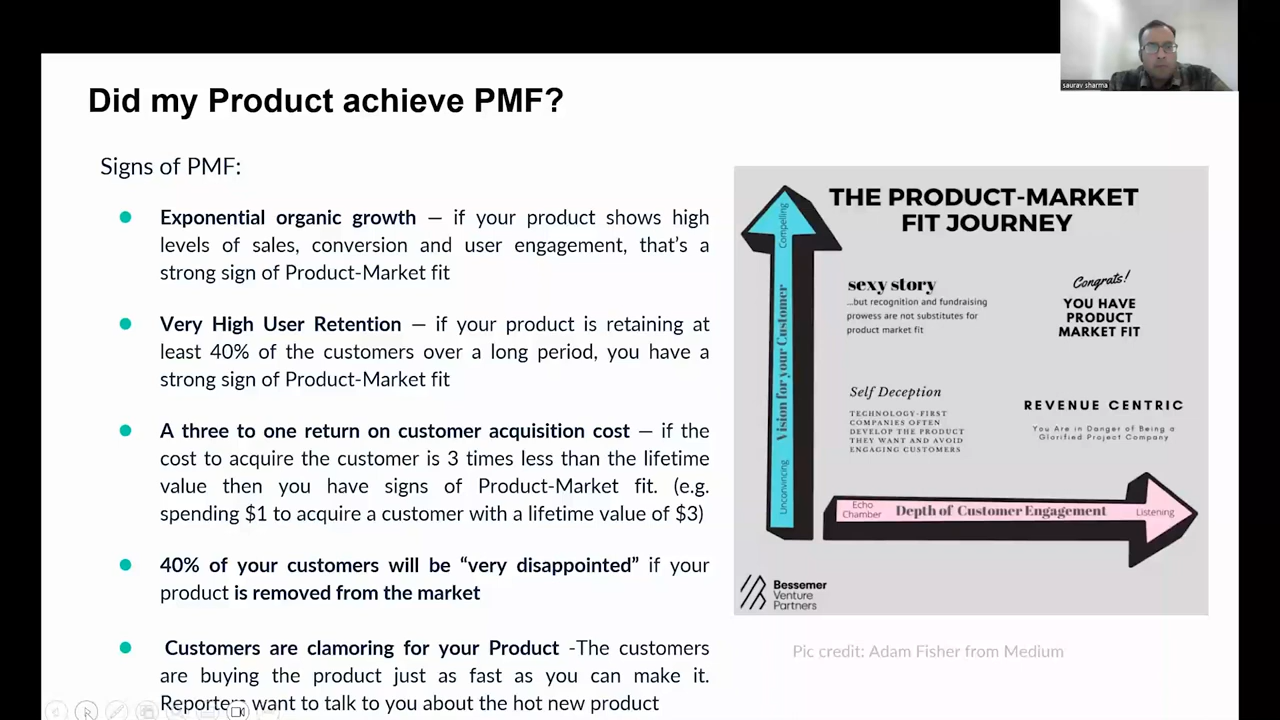 saurav sharma
Did my Product achieve PMF?
Signs of PMF:
Exponential organic growth — if your product shows high
levels of sales, conversion and user engagement, that's a
strong sign of Product-Market fit
Very High User Retention — if your product is retaining at
least 40% of the customers over a long period, you have a
strong sign of Product-Market fit
A three to one return on customer acquisition cost — if the
cost to acquire the customer is 3 times less than the lifetime
value then you have signs of Product-Market fit. (e.g.
spending $1 to acquire a customer with a lifetime value of $3)
40% of your customers will be “very disappointed” if your
product is removed from the market
Customers are clamoring for your Product -The customers
are buying the product just as fast as you can make it.
Reporters want to talk to you about the hot new product
THE PRODUCT-MARKET
FIT JOURNEY
Compelling
Vision for your Customer
Unconvincing
sexy story
...but recognition and fundraising
prowess are not substitutes for
product market fit
Congrats!
YOU HAVE
PRODUCT
MARKET FIT
Self Deception
TECHNOLOGY-FIRST
COMPANIES OFTEN
DEVELOP THE PRODUCT
THEY WANT AND AVOID
ENGAGING CUSTOMERS
REVENUE CENTRIC
You Are in Danger of Being a
Glorified Project Company
Echo
Chamber
Depth of Customer Engagement
Listening
Bessemer
Venture
Partners
Pic credit: Adam Fisher from Medium